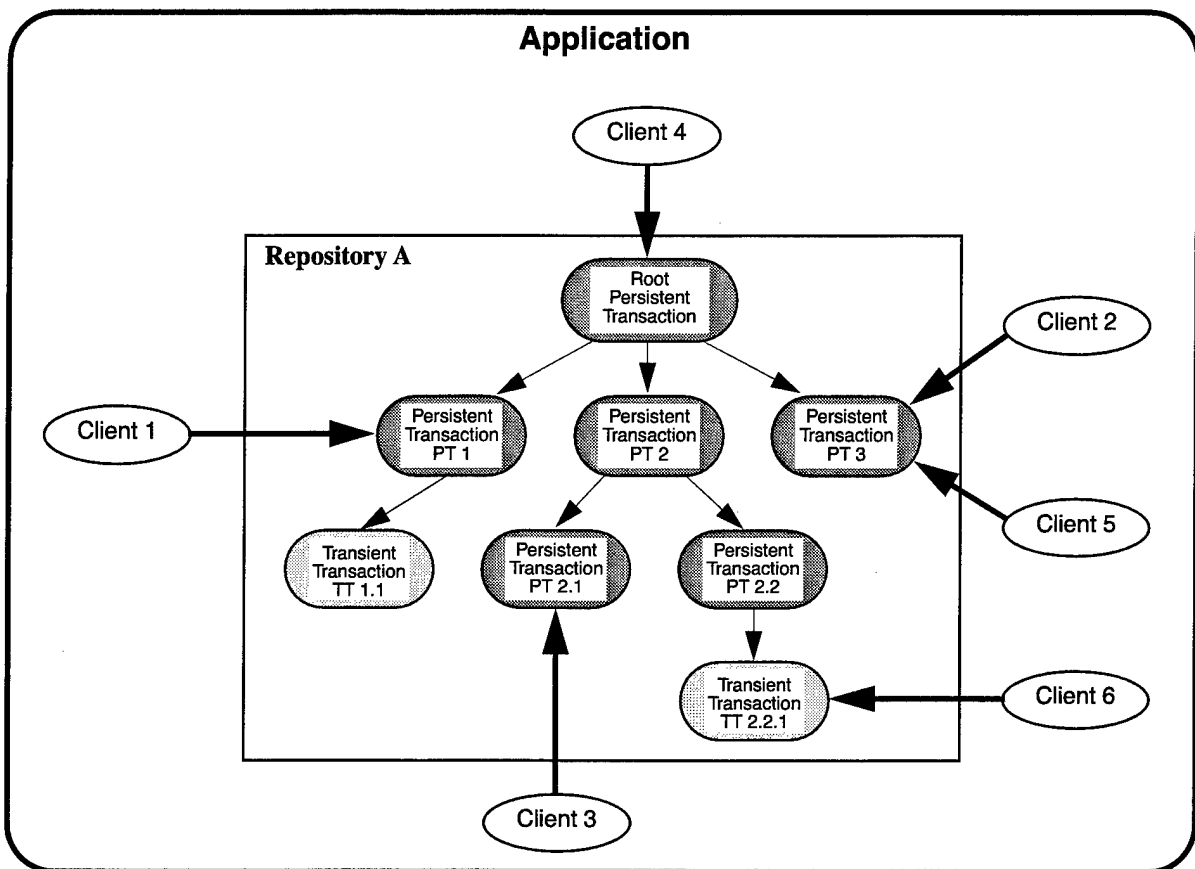 Application
Client 4
Repository A
Root
Persistent
Transaction
Client 2
Client 1
Persistent
Transaction
PT 1
Persistent
Transaction
PT 2
Persistent
Transaction
PT 3
Client 5
Transient
Transaction
TT 1.1
Persistent
Transaction
PT 2.1
Persistent
Transaction
PT 2.2
Transient
Transaction
TT 2.2.1
Client 6
Client 3